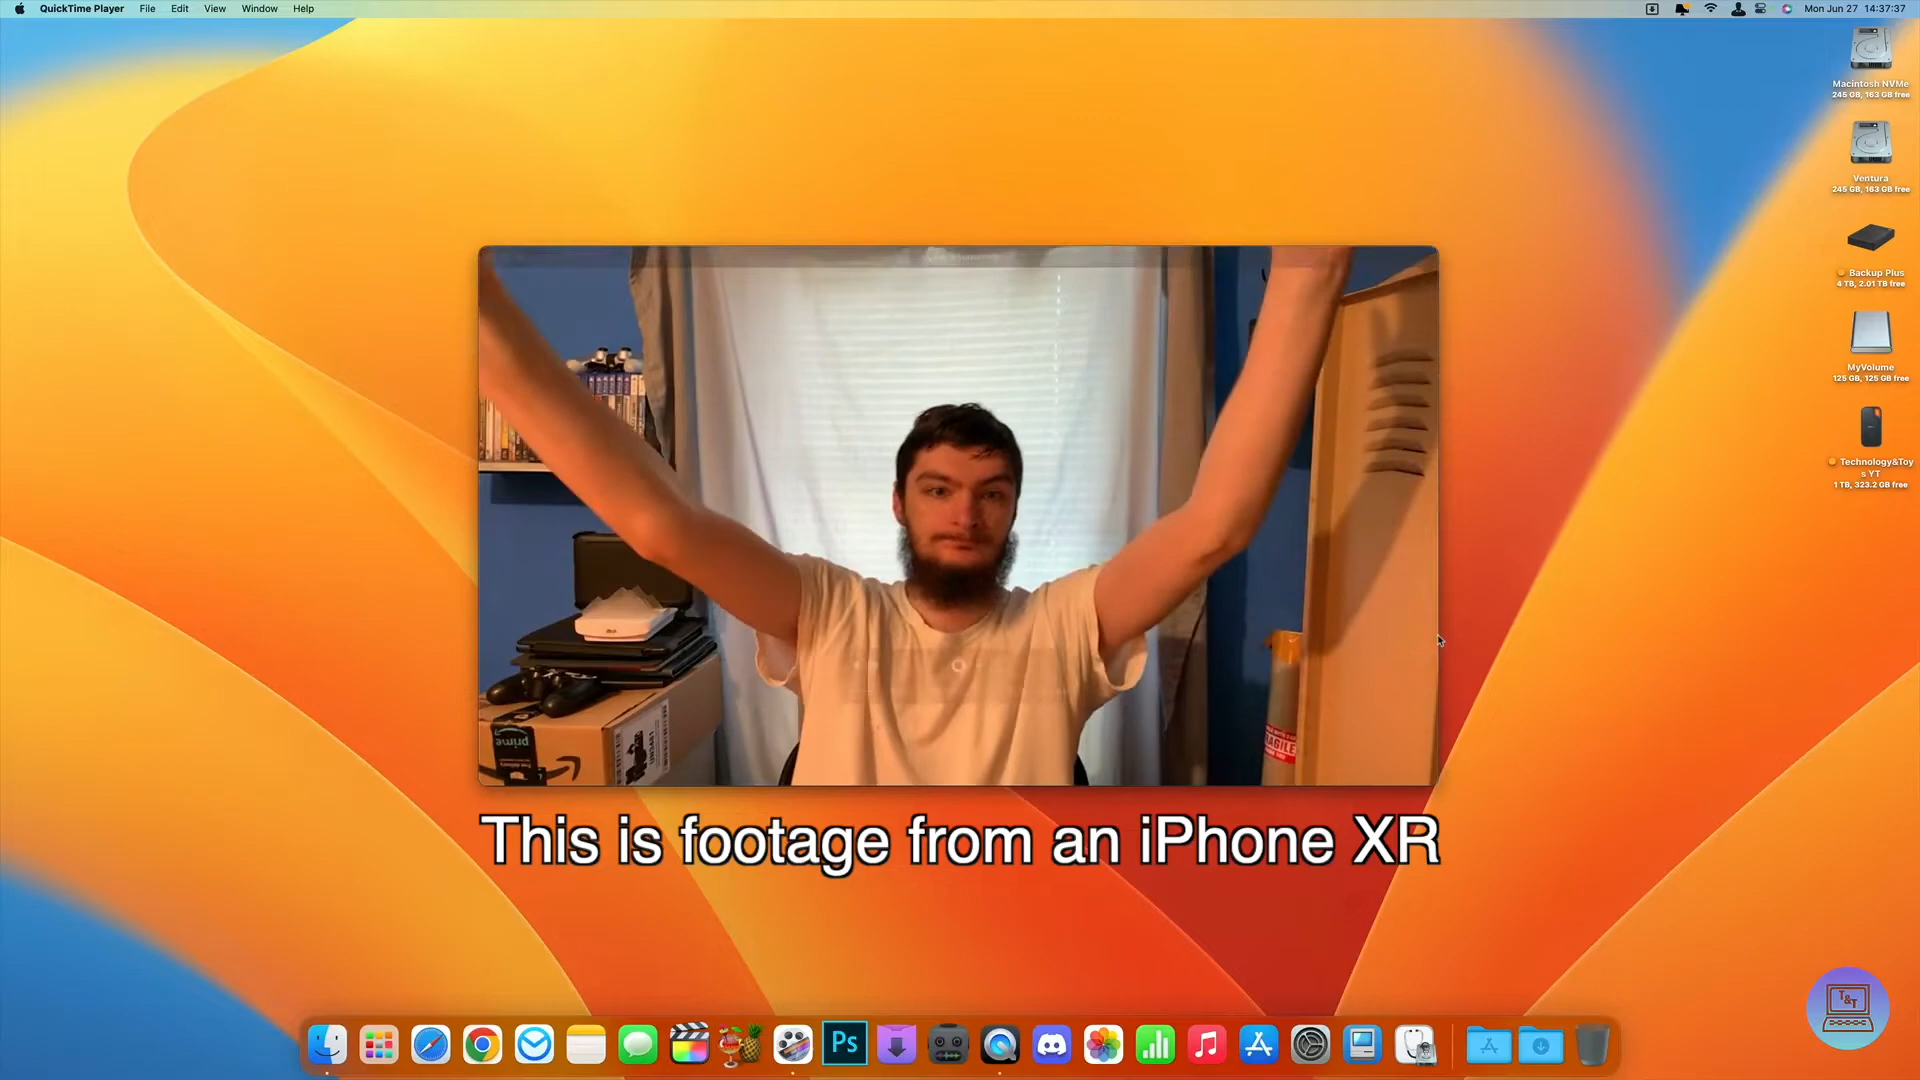 QuickTime Player File Edit View Window Help
Mon Jun 27 14:37:37
Macintosh NVMe
245 GB, 163 GB free
Ventura
245 GB, 163 GB free
Backup Plus
4 TB, 2.01 TB free
MyVolume
125 GB, 125 GB free
Technology&Toy
s YT
1 TB, 323.2 GB free
prime
FRAGILE
This is footage from an iPhone XR
Ps
T&T